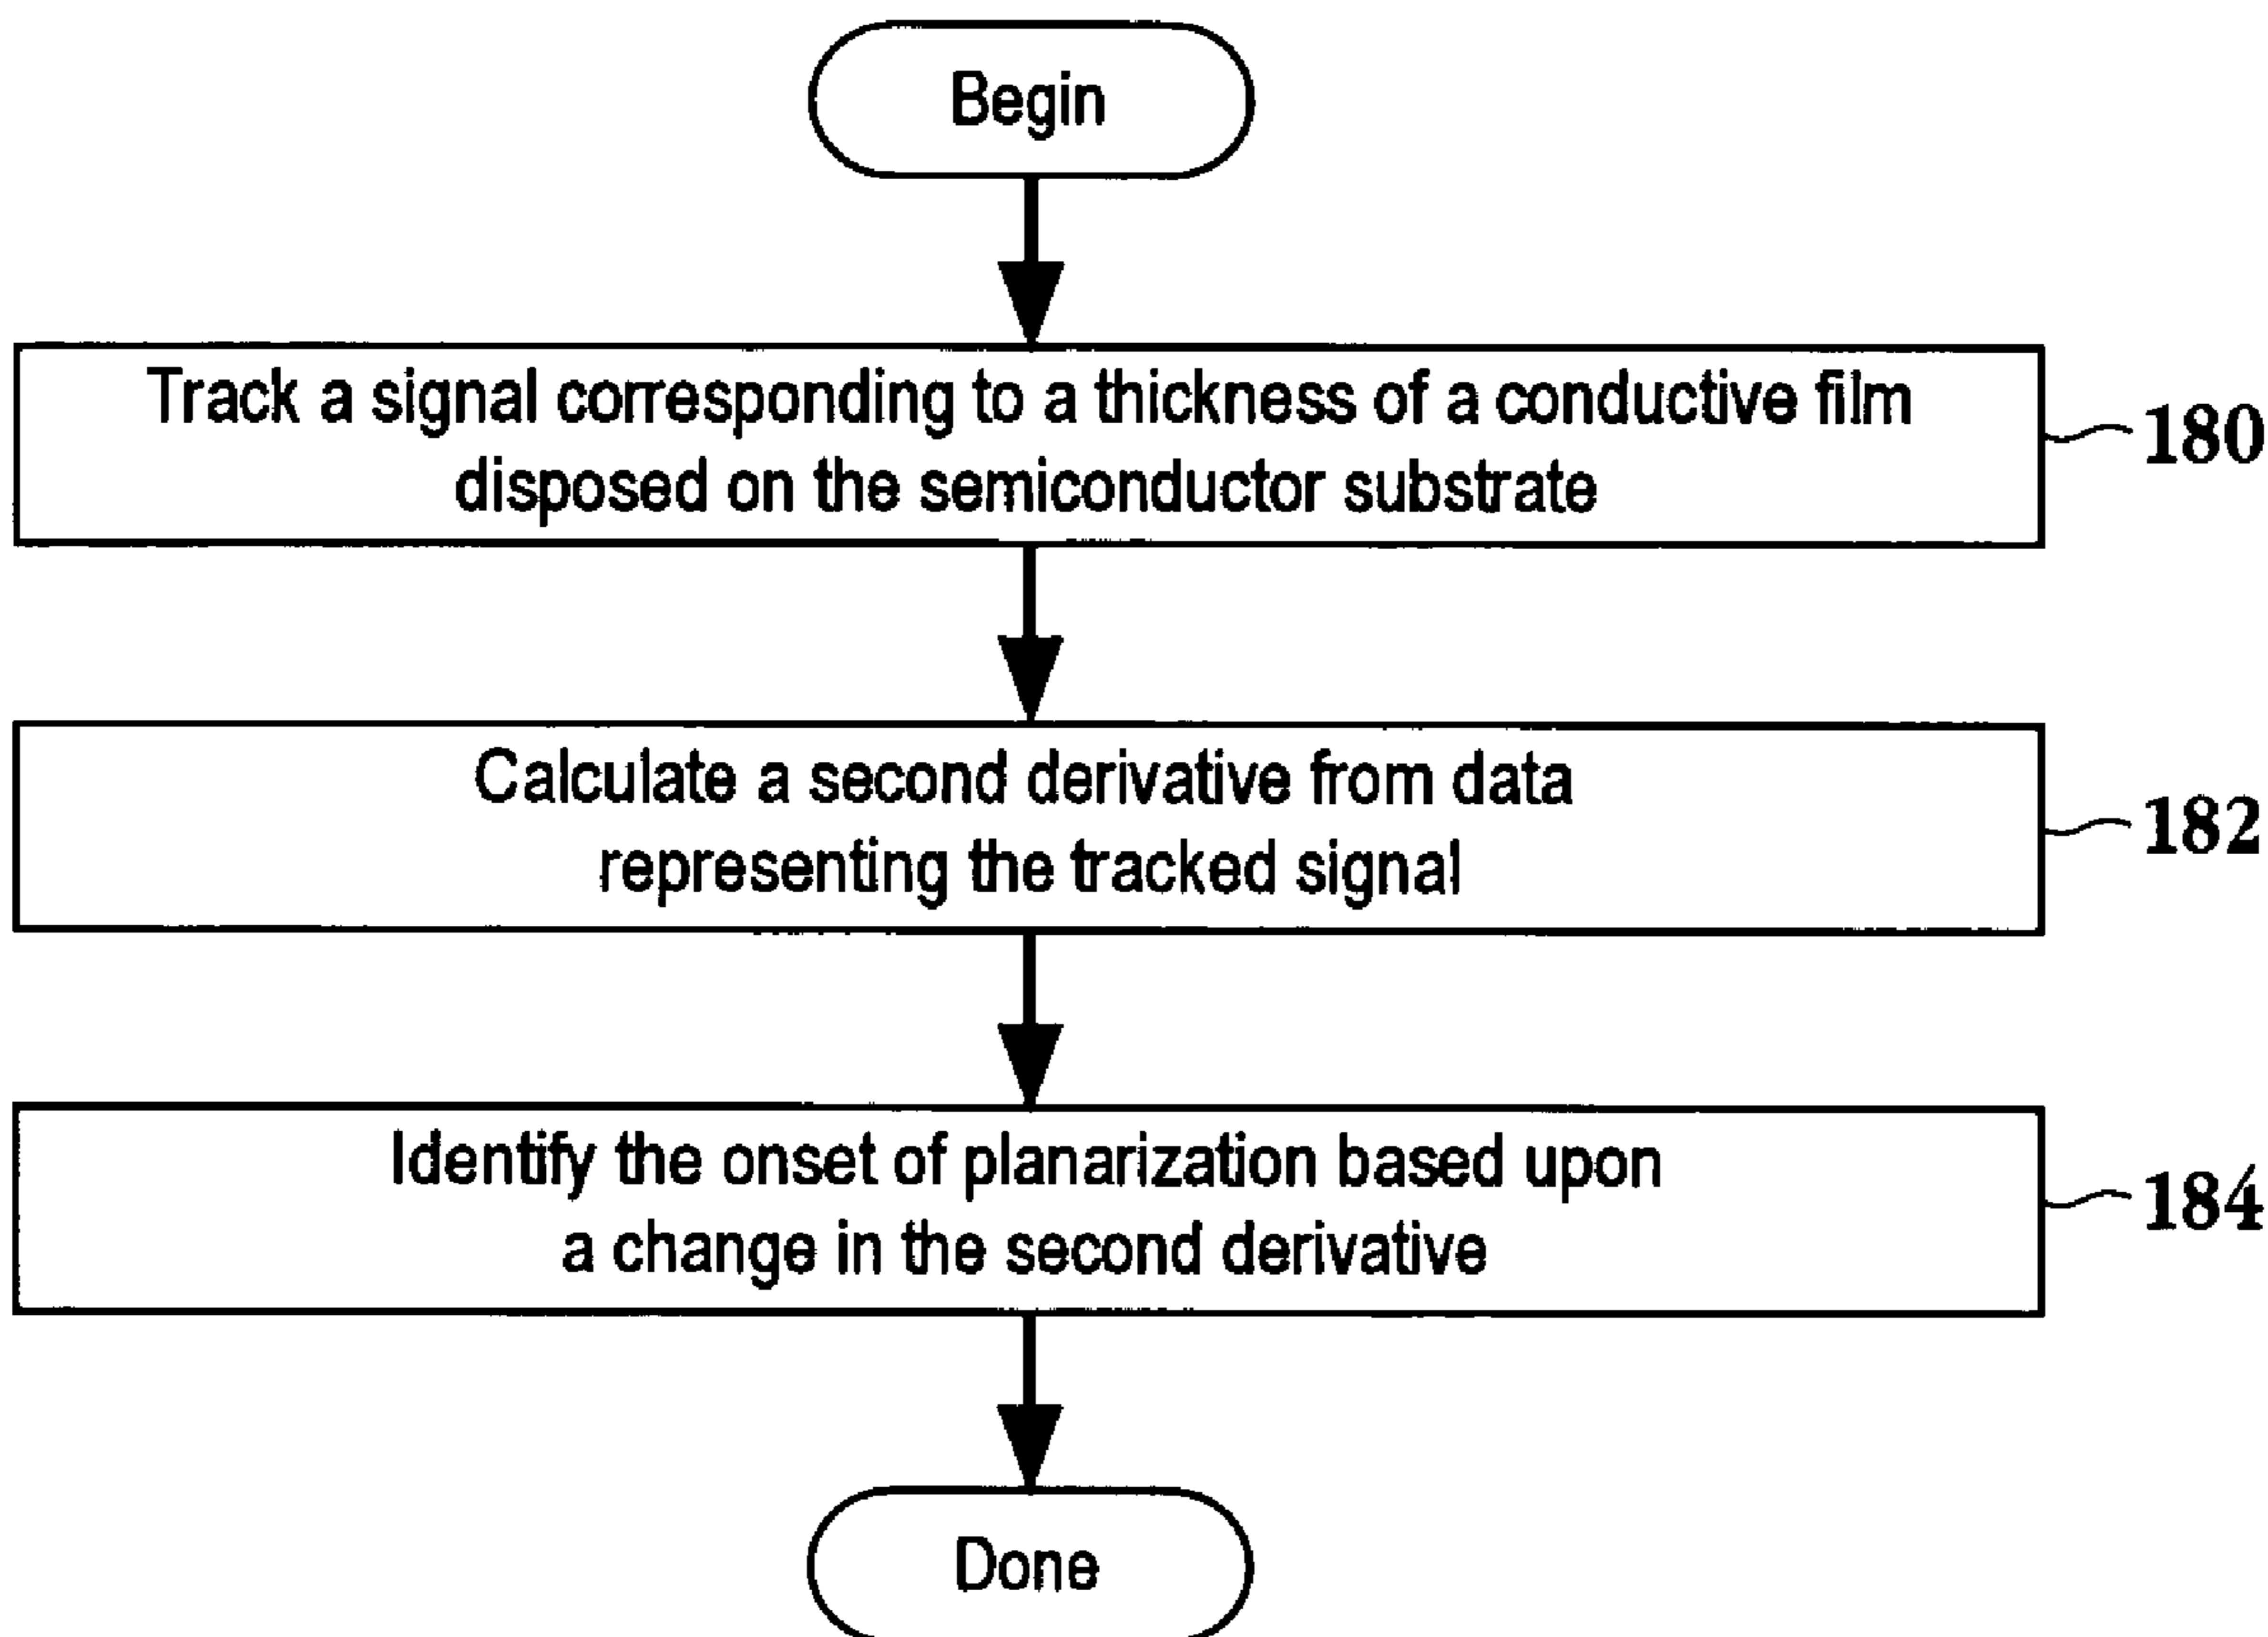 Begin
Track a signal corresponding to a thickness of a conductive film
disposed on the semiconductor substrate
180
Calculate a second derivative from data
representing the tracked signal
182
Identify the onset of planarization based upon
a change in the second derivative
184
Done